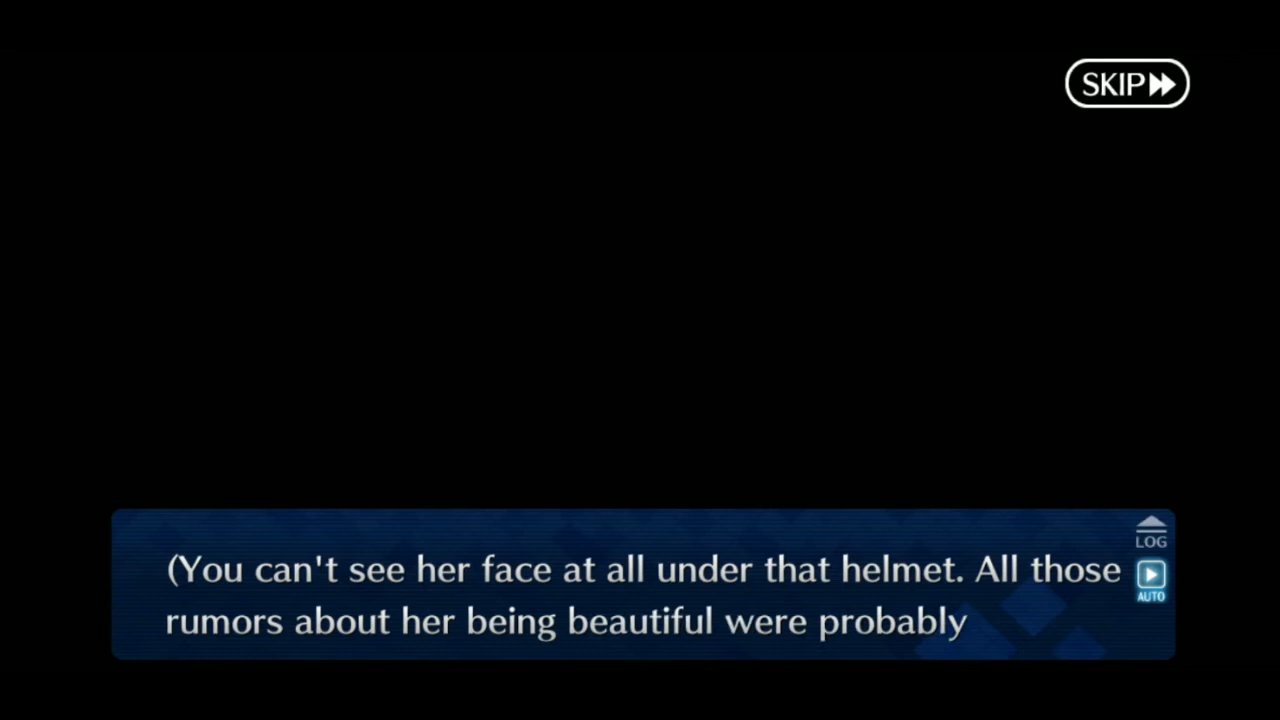 SKIP
LOG
(You can't see her face at all under that helmet. All those
AUTO
rumors about her being beautiful were probably